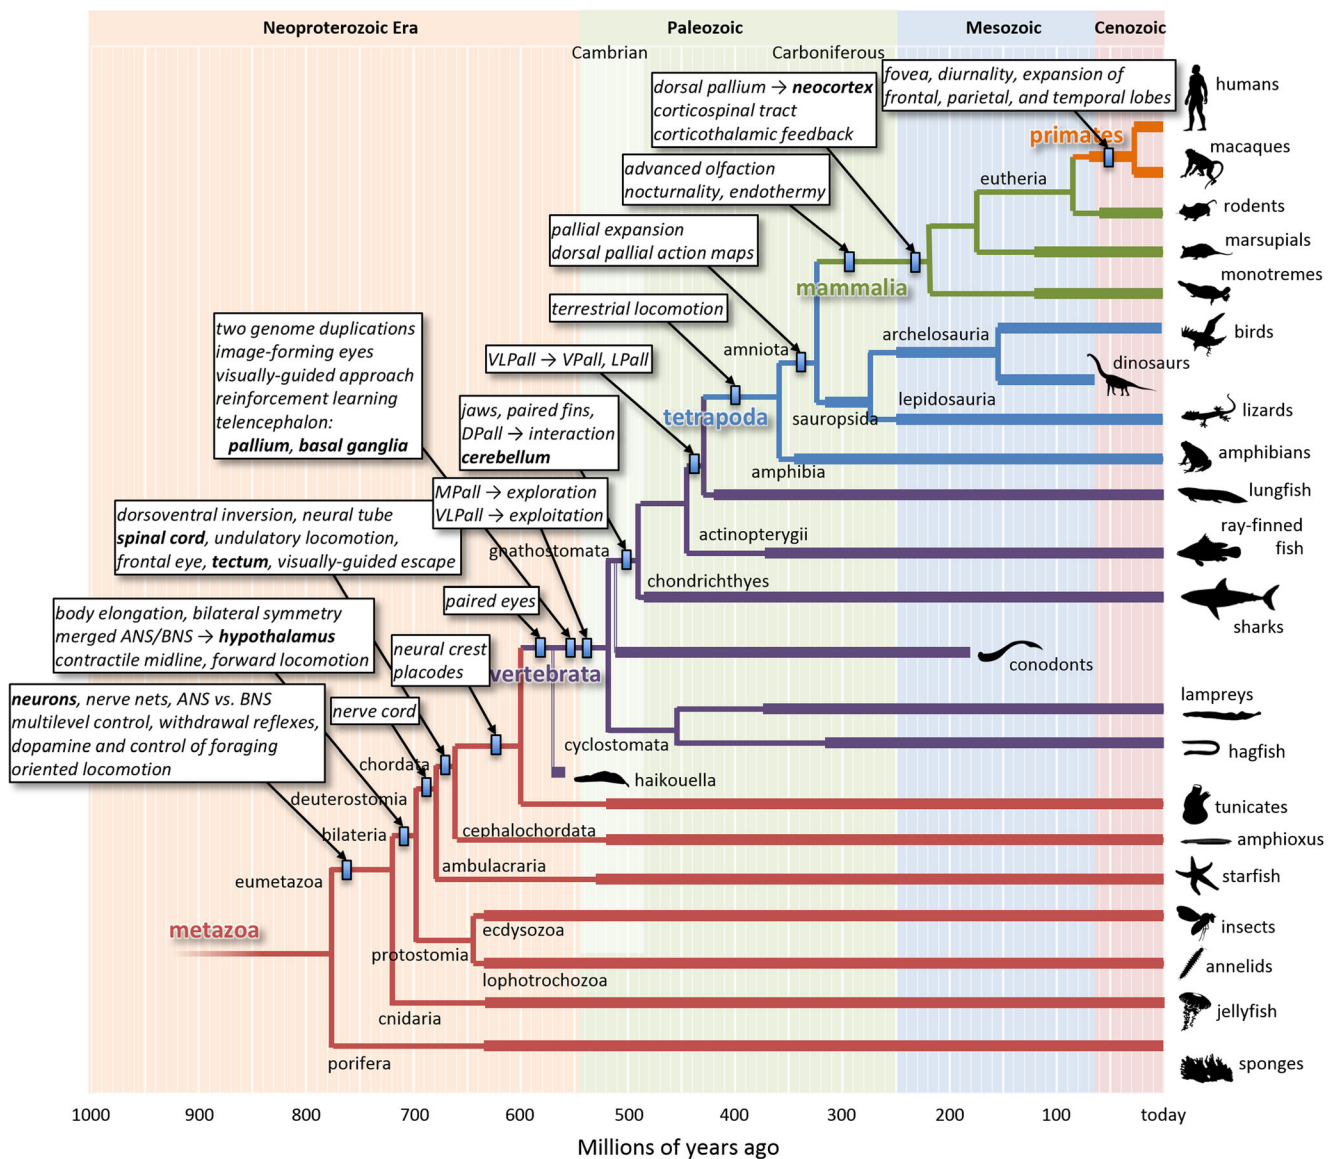 Neoproterozoic Era
Paleozoic
Mesozoic
Cenozoic
Cambrian
Carboniferous
fovea, diurnality, expansion of
frontal, parietal, and temporal lobes
dorsal pallium → neocortex
corticospinal tract
corticothalamic feedback
advanced olfaction
nocturnality, endothermy
pallial expansion
dorsal pallial action maps
terrestrial locomotion
VLPall → VPall, LPall
two genome duplications
image-forming eyes
visually-guided approach
reinforcement learning
telencephalon:
pallium, basal ganglia
jaws, paired fins,
DPall → interaction
cerebellum
MPall → exploration
VLPall → exploitation
dorsoventral inversion, neural tube
spinal cord, undulatory locomotion,
frontal eye, tectum, visually-guided escape
paired eyes
body elongation, bilateral symmetry
merged ANS/BNS → hypothalamus
contractile midline, forward locomotion
neural crest
placodes
neurons, nerve nets, ANS vs. BNS
multilevel control, withdrawal reflexes,
dopamine and control of foraging
oriented locomotion
nerve cord
primates
eutheria
mammalia
archelosauria
amniota
lepidosauria
sauropsida
tetrapoda
amphibia
actinopterygii
gnathostomata
chondrichthyes
vertebrata
cyclostomata
chordata
deuterostomia
bilateria
cephalochordata
ambulacraria
eumetazoa
metazoa
ecdysozoa
protostomia
lophotrochozoa
cnidaria
porifera
humans
macaques
rodents
marsupials
monotremes
birds
dinosaurs
lizards
amphibians
lungfish
ray-finned
fish
sharks
conodonts
lampreys
hagfish
haikouella
tunicates
amphioxus
starfish
insects
annelids
jellyfish
sponges
1000 900 800 700 600 500 400 300 200 100 today
Millions of years ago